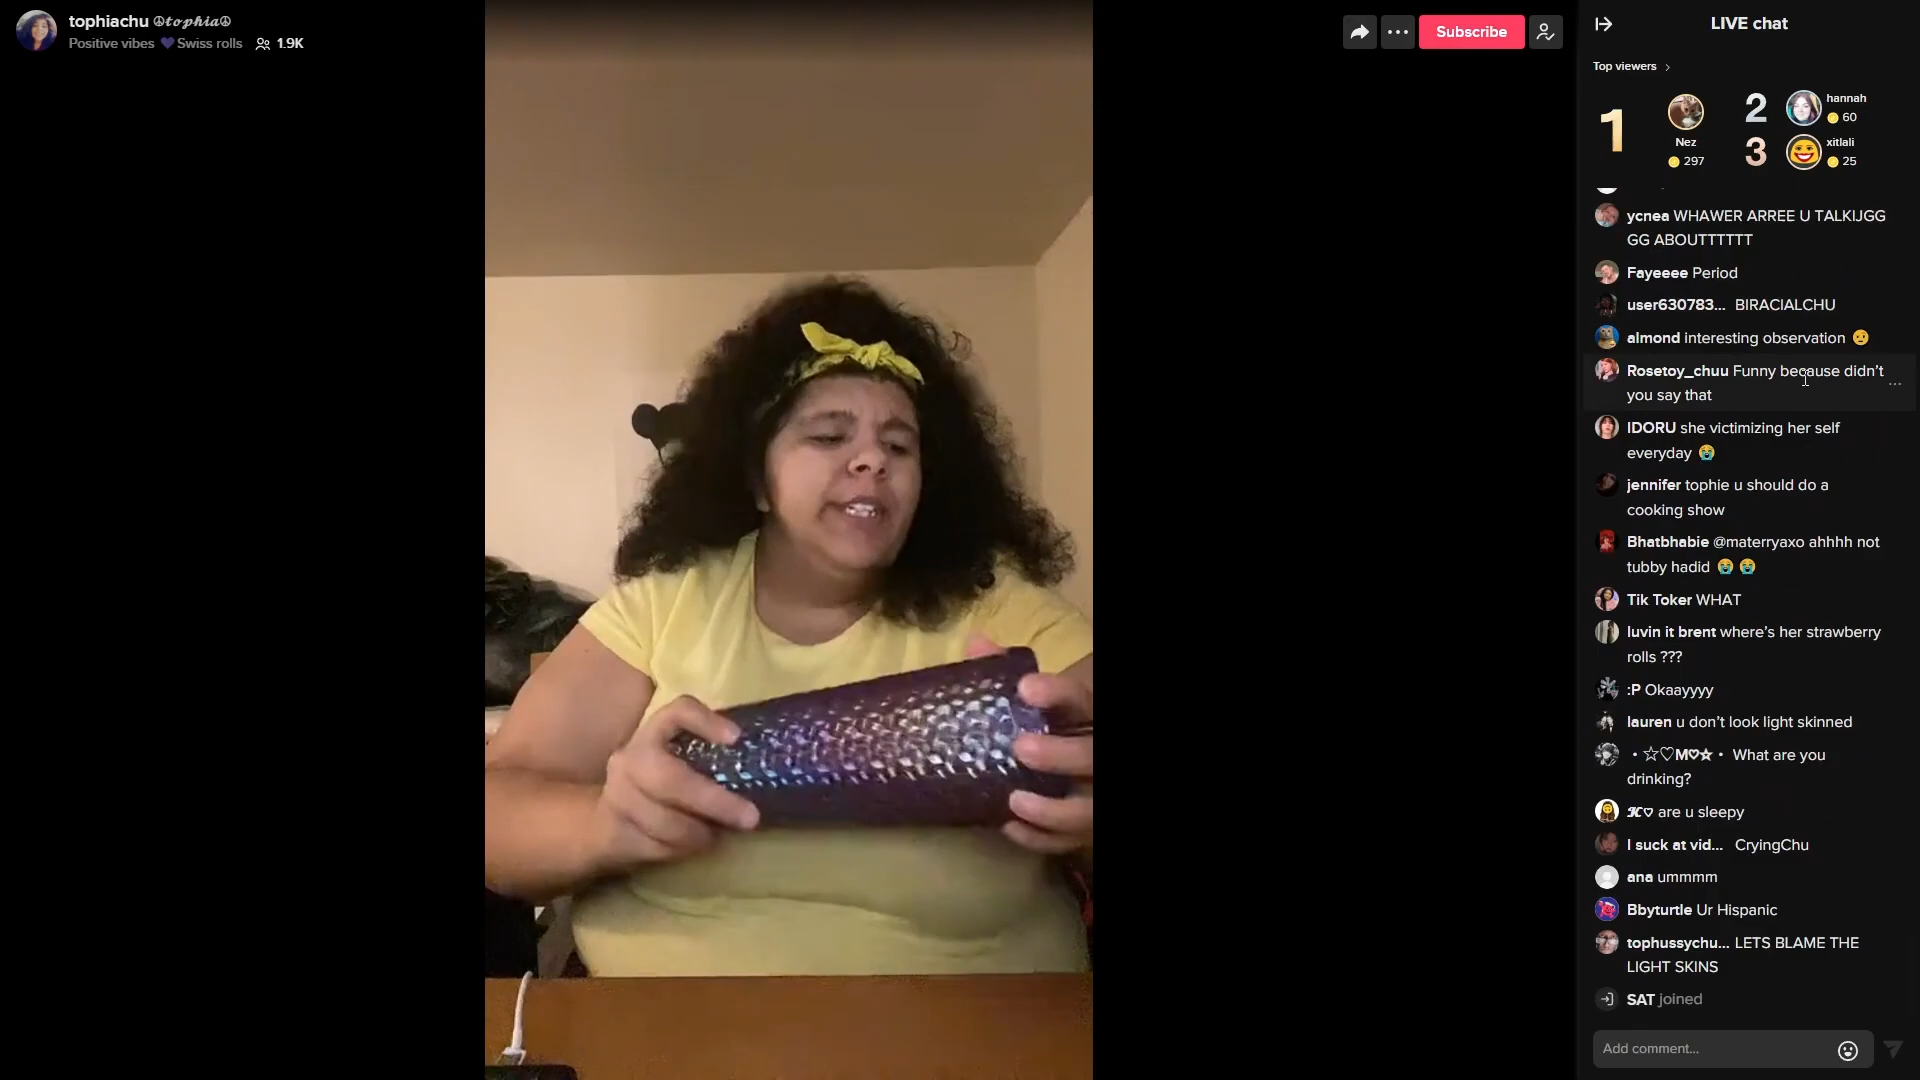 tophiachu ☮𝓽𝓸𝓹𝓱𝓲𝓪☮
Positive vibes 💜Swiss rolls 1.9K
Subscribe
LIVE chat
Top viewers >
1
Nez
297
2
hannah
60
3
xitlali
25
ycnea WHAWER ARREE U TALKIJGG
GG ABOUTTTTTT
Fayeeee Period
user630783... BIRACIALCHU
almond interesting observation 🤨
Rosetoy_chuu Funny because didn't
you say that
IDORU she victimizing her self
everyday 😭
jennifer tophie u should do a
cooking show
Bhatbhabie @materryaxo ahhhh not
tubby hadid 😭 😭
Tik Toker WHAT
luvin it brent where's her strawberry
rolls ???
:P Okaayyyy
lauren u don't look light skinned
•☆♡M♡☆• What are you
drinking?
𝓚♡ are u sleepy
I suck at vid... CryingChu
ana ummmm
Bbyturtle Ur Hispanic
tophussychu... LETS BLAME THE
LIGHT SKINS
SAT joined
Add comment...